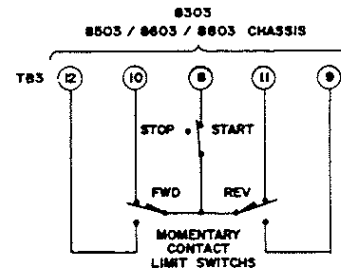 8303
8503 / 8603 / 8803 CHASSIS
TB3 12 10 8 11 9
STOP START
FWD REV
MOMENTARY
CONTACT
LIMIT SWITCHS